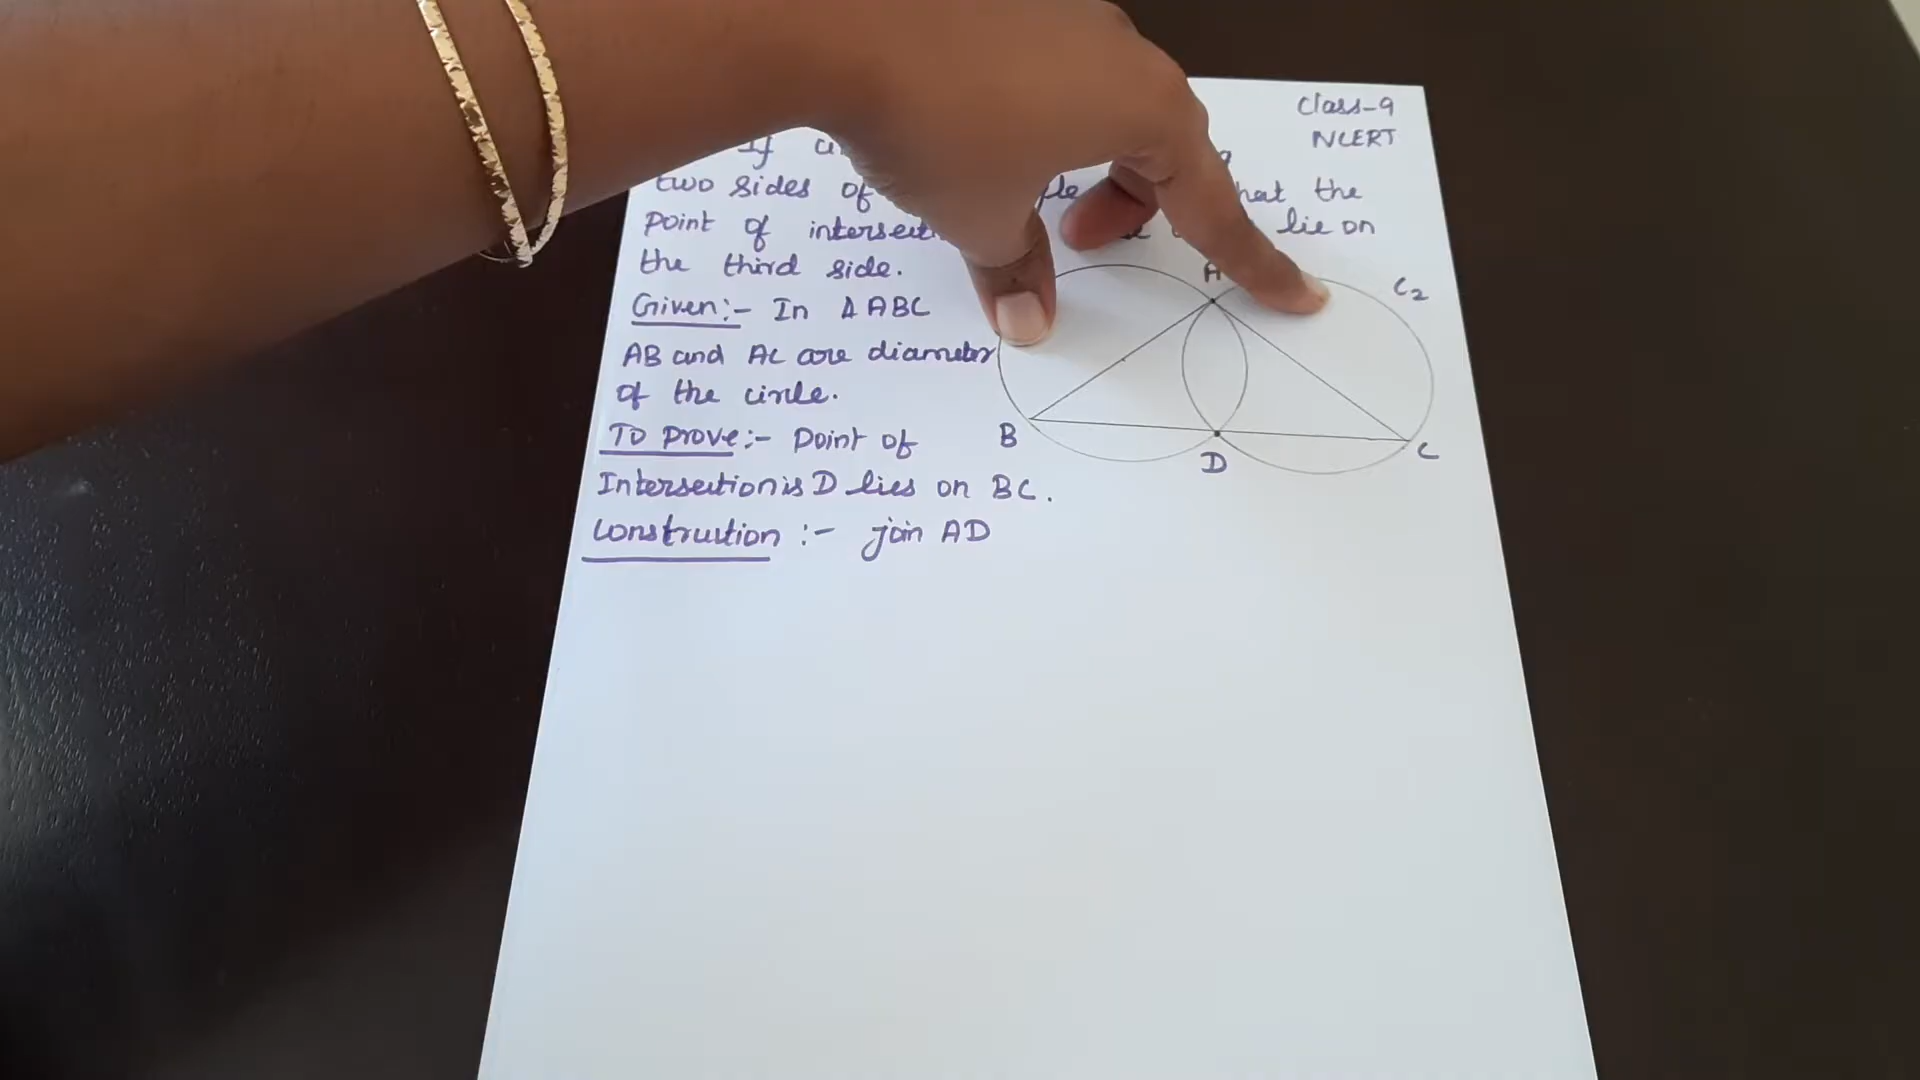 Class-9
NCERT
If
two sides of hat the
point of lie on
the third side.
Given:- In Δ ABC
AB and AC are diameter
of the circle.
To prove:- Point of
Intersection is D lies on BC.
Construction :- join AD
A
C2
B
D
C